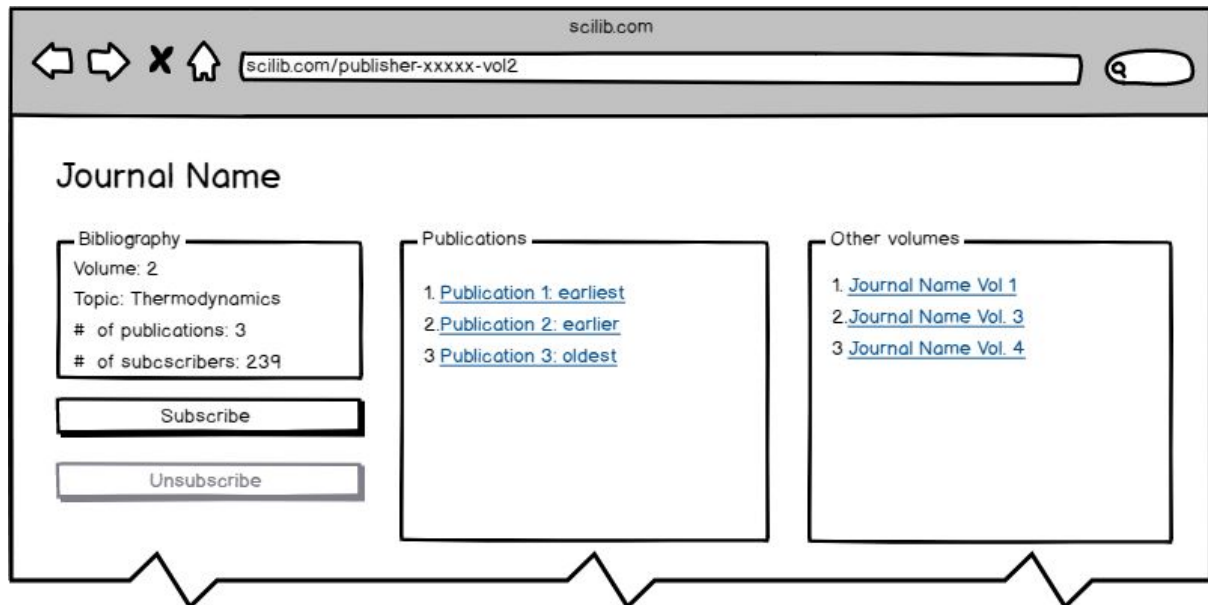 scilib.com
scilib.com/publisher-xxxxx-vol2
Journal Name
Bibliography
Volume: 2
Topic: Thermodynamics
# of publications: 3
# of subcscribers: 239
Subscribe
Unsubscribe
Publications
1. Publication 1: earliest
2.Publication 2: earlier
3 Publication 3: oldest
Other volumes
1. Journal Name Vol 1
2.Journal Name Vol. 3
3 Journal Name Vol. 4